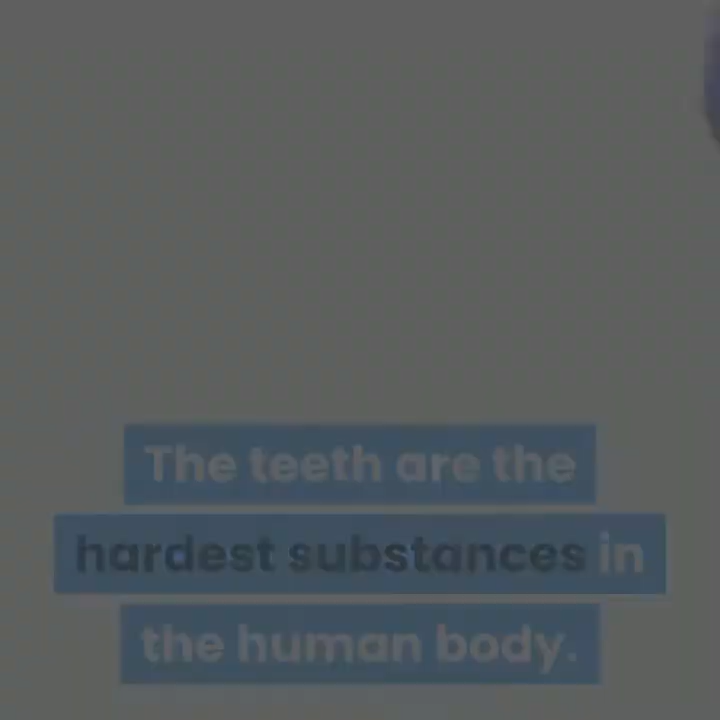 The teeth are the
hardest substances in
the human body.